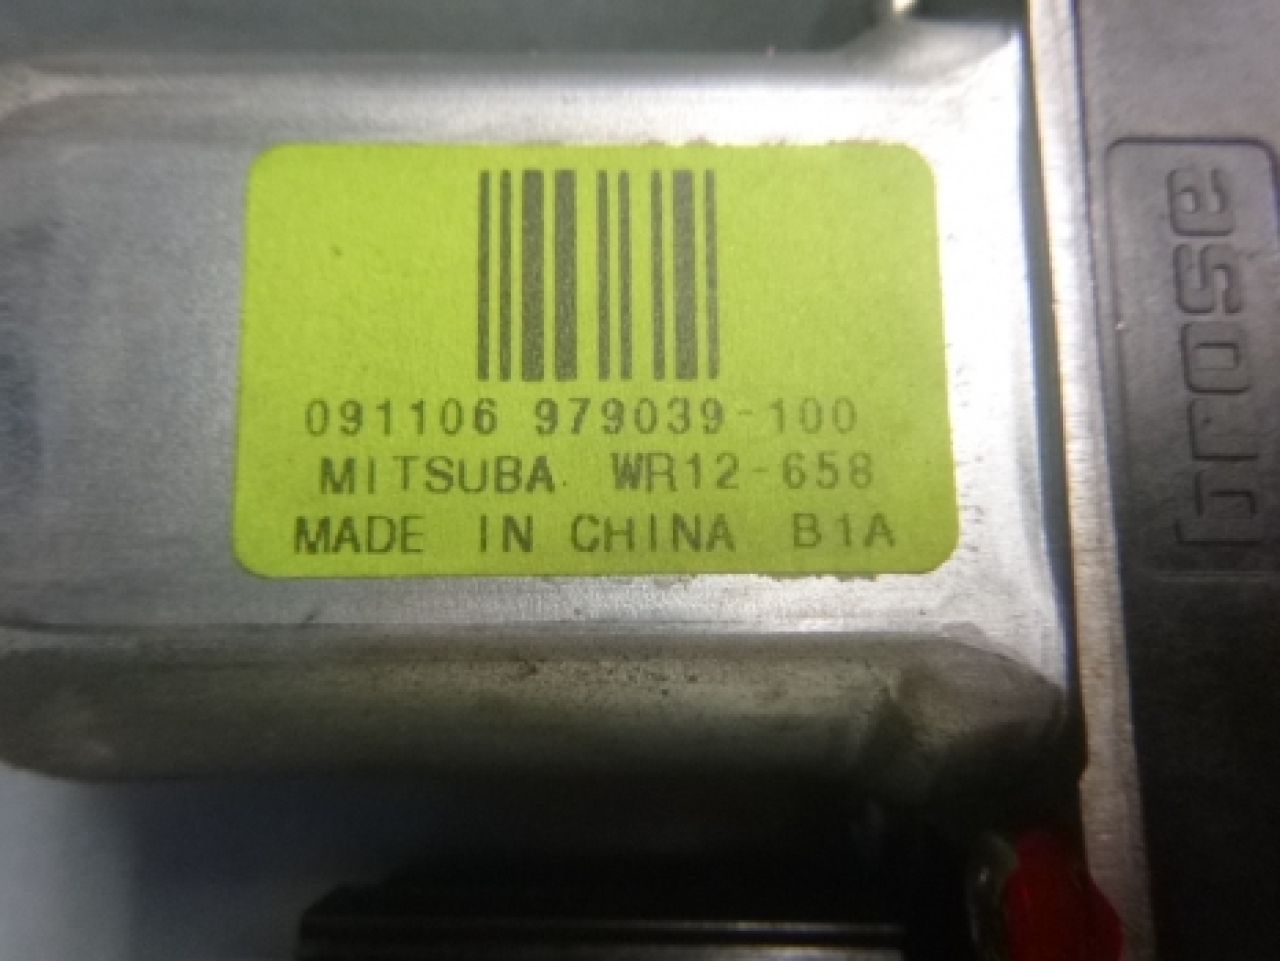 091106 979039-100
MITSUBA WR12-658
MADE IN CHINA B1A
brose